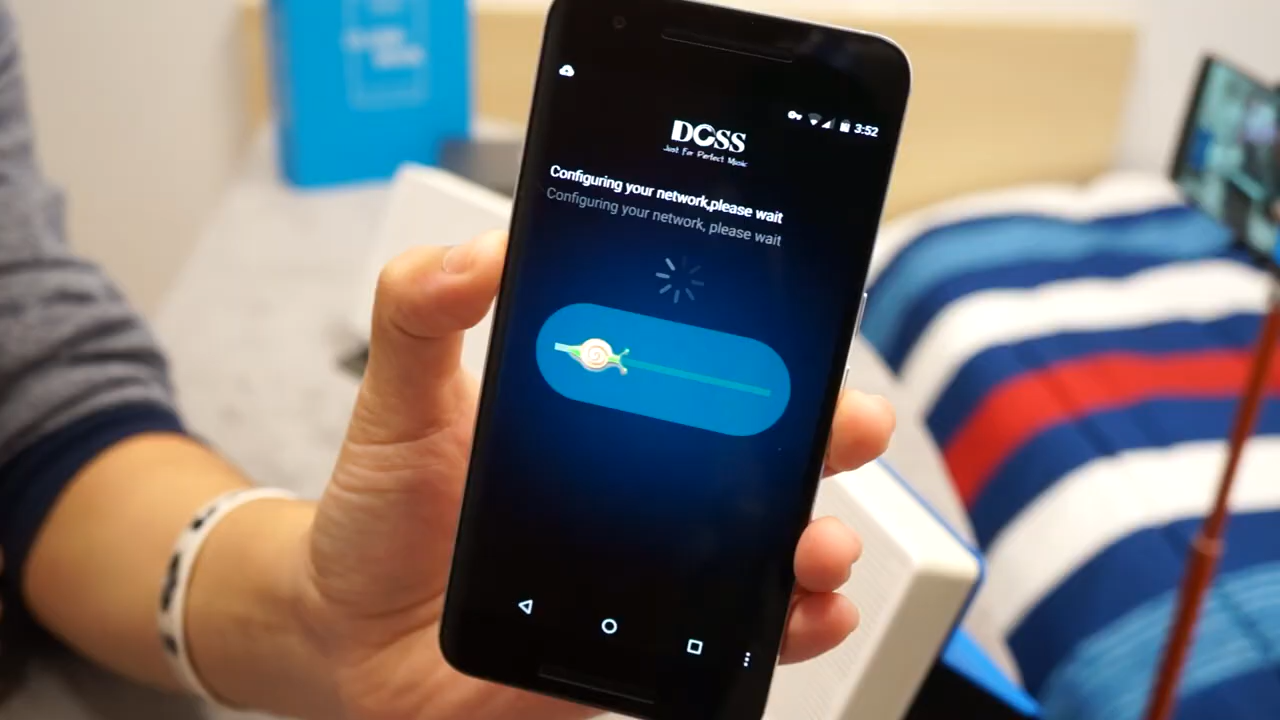 3:52
DOSS
Just For Perfect Music
Configuring your network,please wait
Configuring your network, please wait